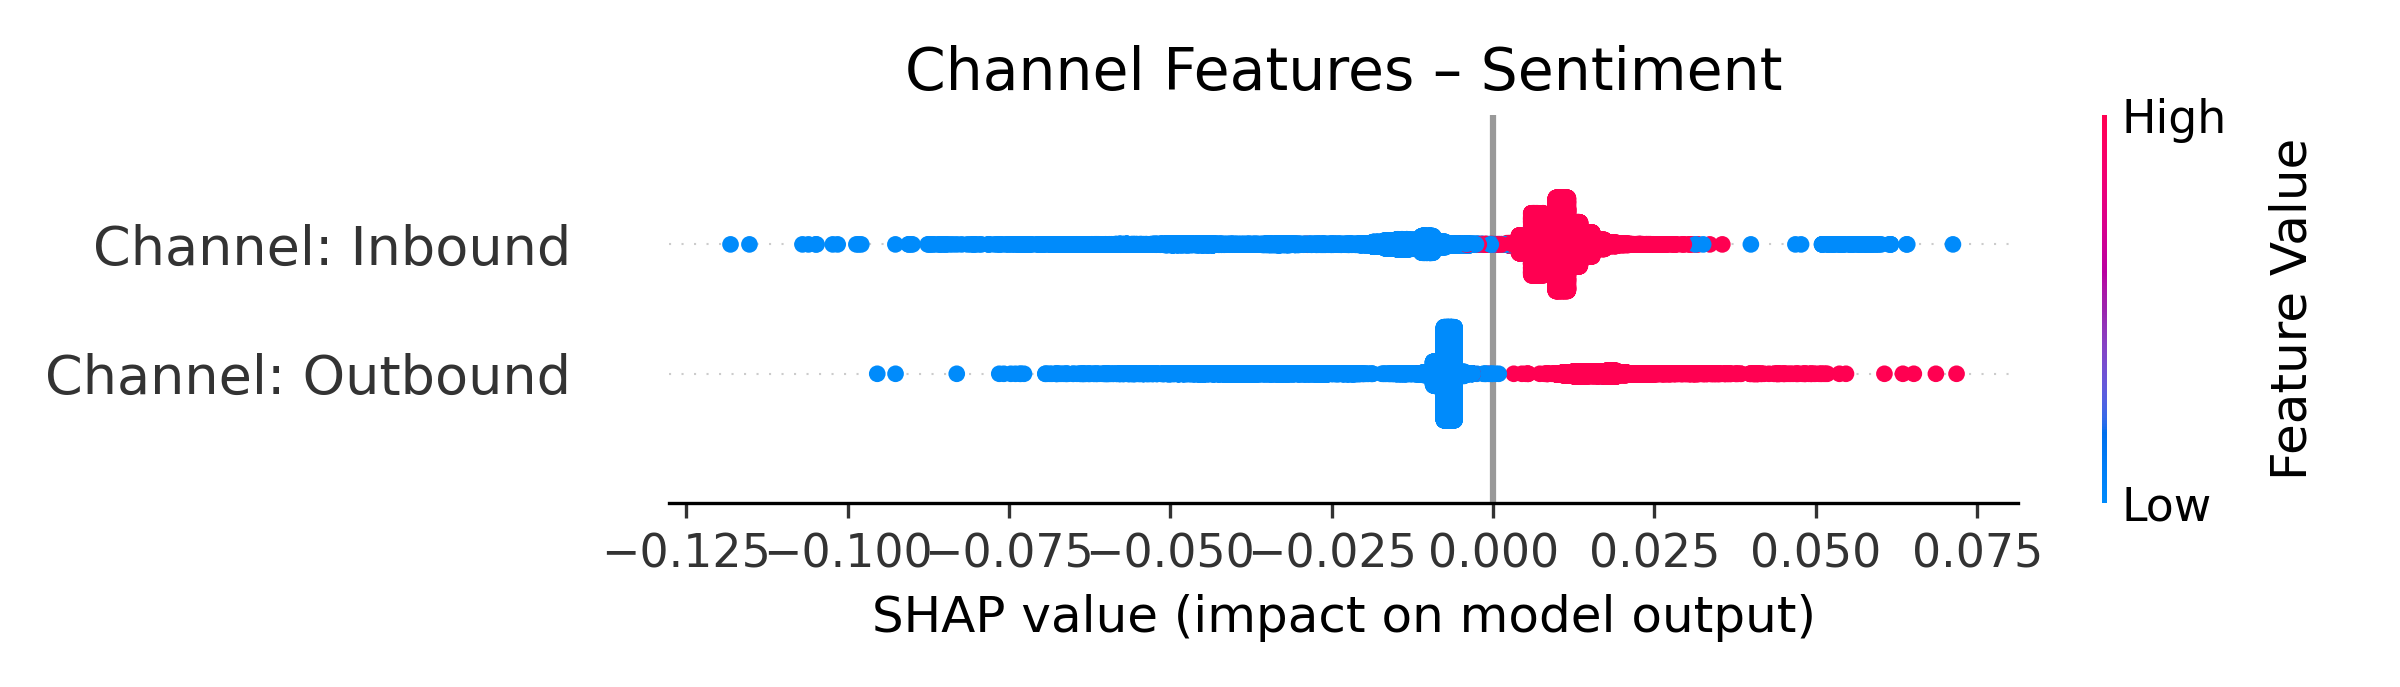 Channel Features – Sentiment
High
Channel: Inbound
Channel: Outbound
Feature Value
Low
−0.125 −0.100 −0.075 −0.050 −0.025 0.000 0.025 0.050 0.075
SHAP value (impact on model output)